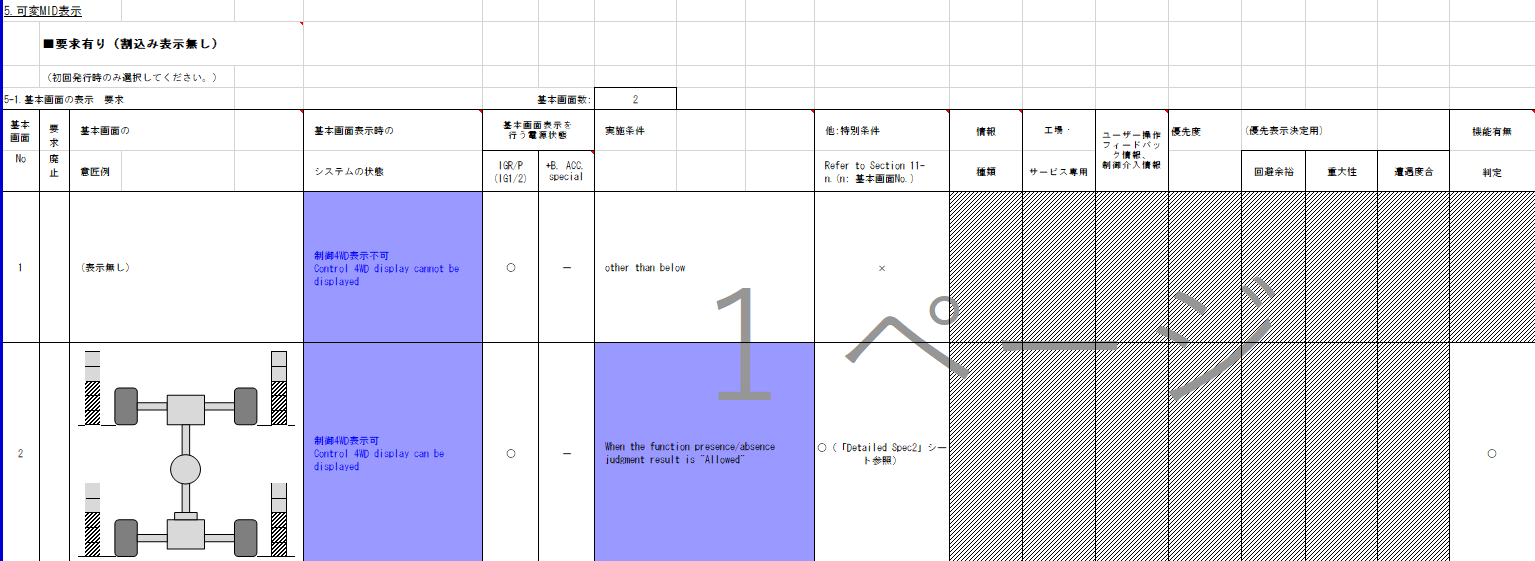 5. 可変MID表示
■要求有り（割込み表示無し）
（初回発行時のみ選択してください。）
5-1.基本画面の表示　要求
基本画面数:
2
基本
画面
No
要
求
廃
止
基本画面の
意匠例
基本画面表示時の
システムの状態
基本画面表示を
行う電源状態
IGR/P
(IG1/2)
+B, ACC,
special
実施条件
他:特別条件
Refer to Section 11-
n.(n: 基本画面No.)
情報
種類
工場・
サービス専用
ユーザー操作
フィードバッ
ク情報、
制御介入情報
優先度
（優先表示決定用）
回避余裕
重大性
遭遇度合
機能有無
判定
1
（表示無し）
制御4WD表示不可
Control 4WD display cannot be
displayed
○
－
other than below
×
2
制御4WD表示可
Control 4WD display can be
displayed
○
－
When the function presence/absence
judgment result is "Allowed"
○（「Detailed Spec2」シー
ト参照）
○
1 ページ